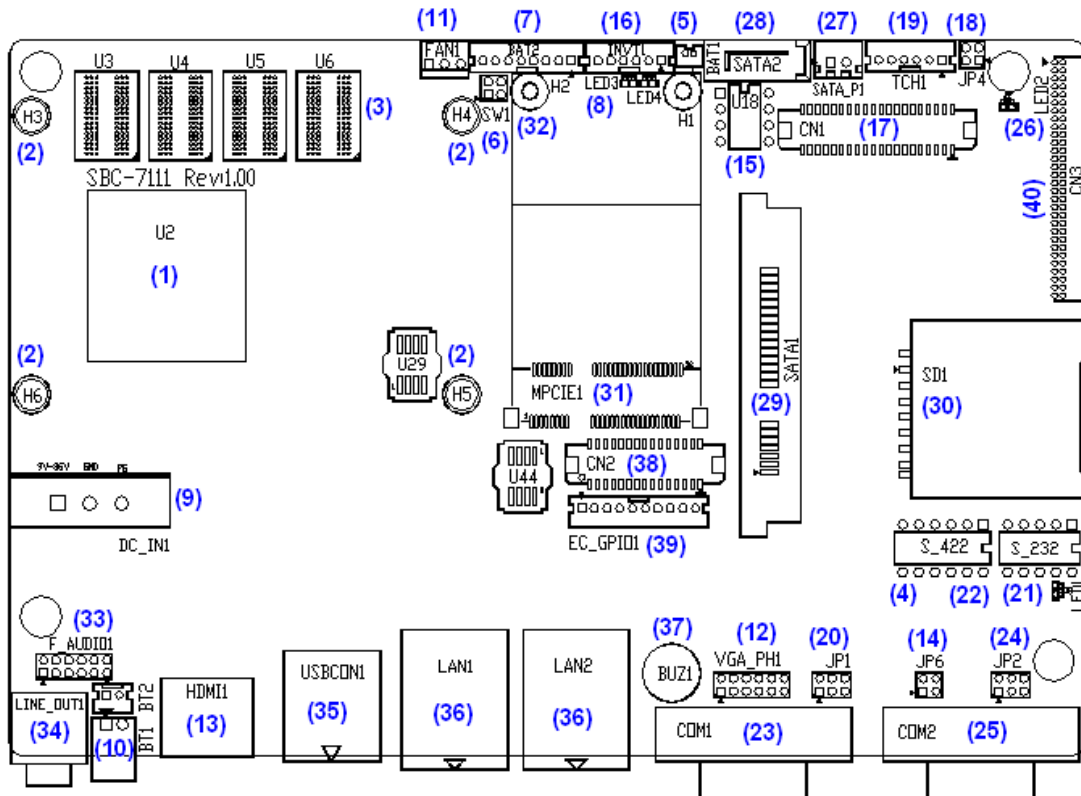 (11) (7) (16) (5) (28) (27) (19) (18)
FAN1 BAT2 INVT1 BAT1 SATA2 SATA_P1 TCH1 JP4 LED2
U3 U4 U5 U6
(3)
H3 H4 SW1 H2 LED3 LED4 H1 U18 CN1 (17)
(2) (2) (6) (32) (8) (15) (26)
CN3
(40)
SBC-7111 Rev:1.00
U2
(1)
(2) (2)
H6 U29 H5
MPCIE1 (31)
SATA1
(29)
SD1
(30)
CN2 (38)
U44
9V-36V GND
(9)
DC_IN1
EC_GPIO1 (39)
S_422 S_232
(4) (22) (21)
(33)
F_AUDIO1
(37) (12) (20) (14) (24)
BUZ1 VGA_PH1 JP1 JP6 JP2
LINE_OUT1 BT2 HDMI1 USBCON1 LAN1 LAN2
(34) (10) BT1 (13) (35) (36) (36)
COM1 (23) COM2 (25)